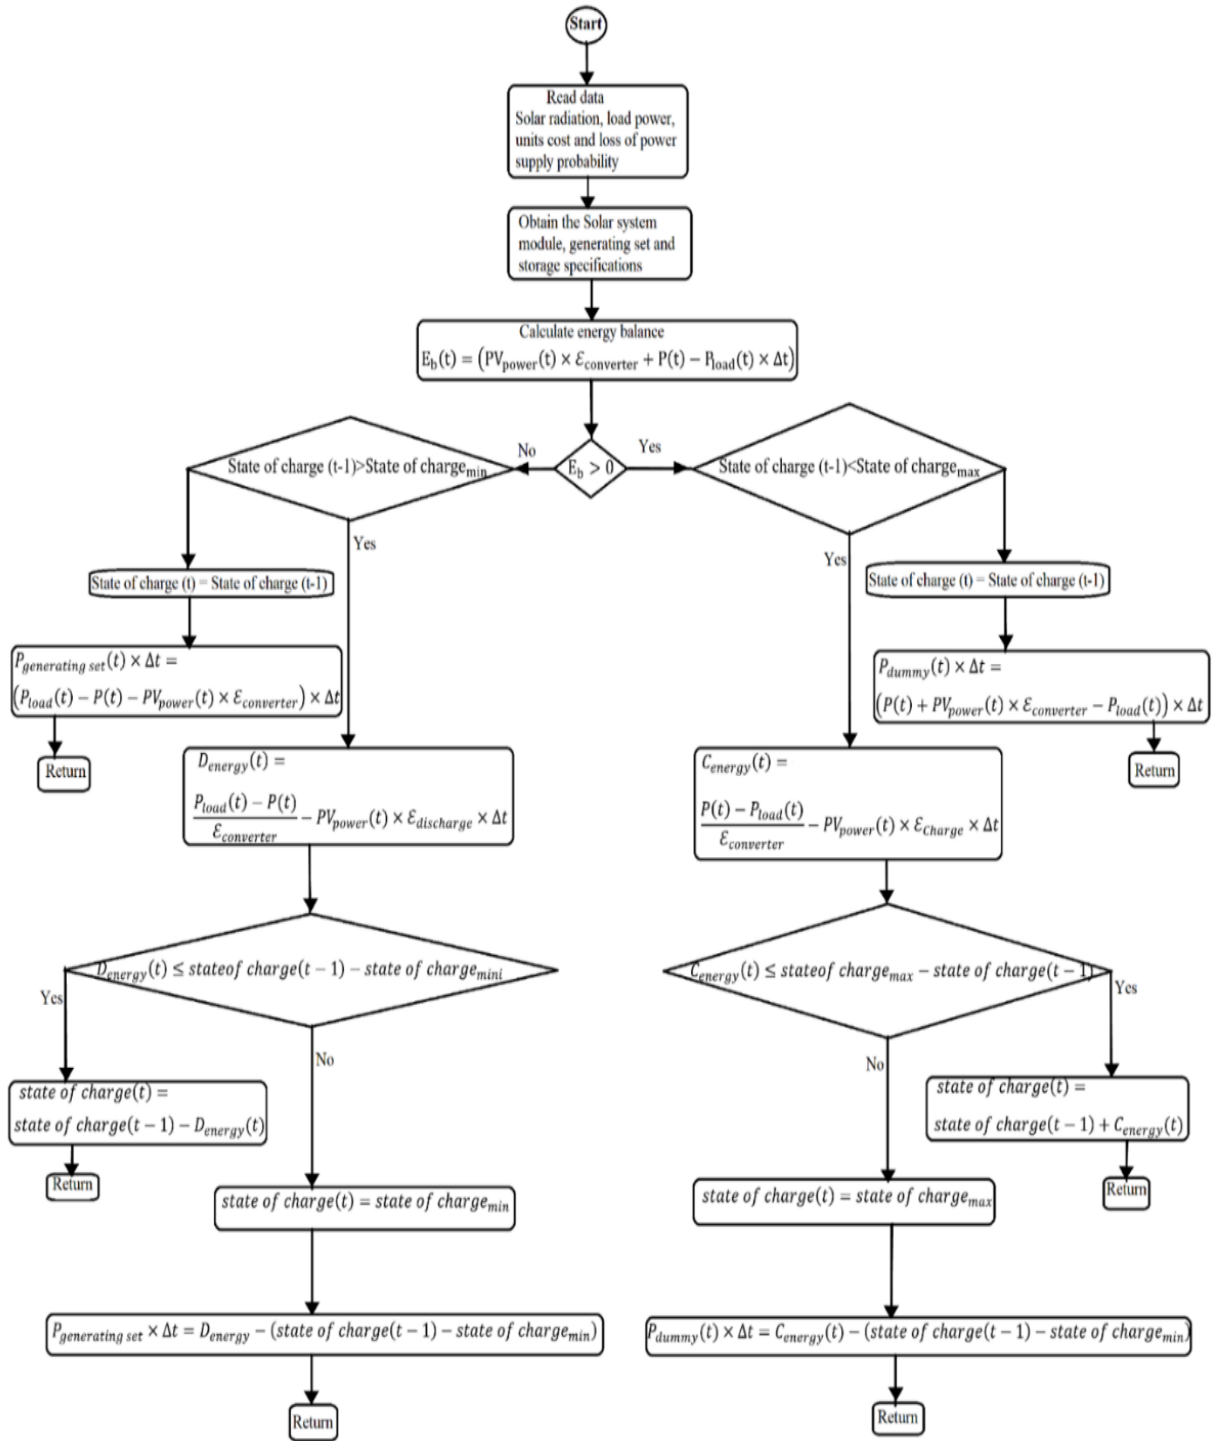 Start
Read data
Solar radiation, load power,
units cost and loss of power
supply probability
Obtain the Solar system
module, generating set and
storage specifications
Calculate energy balance
E_b(t) = (PV_power(t) × Ɛ_converter + P(t) − P_load(t) × Δt)
No
Yes
State of charge (t-1)>State of charge_min
E_b > 0
State of charge (t-1)<State of charge_max
Yes
Yes
State of charge (t) = State of charge (t-1)
State of charge (t) = State of charge (t-1)
P_generating set(t) × Δt =
(P_load(t) − P(t) − PV_power(t) × Ɛ_converter) × Δt
P_dummy(t) × Δt =
(P(t) + PV_power(t) × Ɛ_converter − P_load(t)) × Δt
Return
Return
D_energy(t) =
P_load(t) − P(t)
Ɛ_converter
− PV_power(t) × Ɛ_discharge × Δt
C_energy(t) =
P(t) − P_load(t)
Ɛ_converter
− PV_power(t) × Ɛ_Charge × Δt
D_energy(t) ≤ stateof charge(t − 1) − state of charge_mini
C_energy(t) ≤ stateof charge_max − state of charge(t − 1)
Yes
No
Yes
No
state of charge(t) =
state of charge(t − 1) − D_energy(t)
state of charge(t) =
state of charge(t − 1) + C_energy(t)
Return
Return
state of charge(t) = state of charge_min
state of charge(t) = state of charge_max
P_generating set × Δt = D_energy − (state of charge(t − 1) − state of charge_min)
P_dummy(t) × Δt = C_energy(t) − (state of charge(t − 1) − state of charge_min)
Return
Return